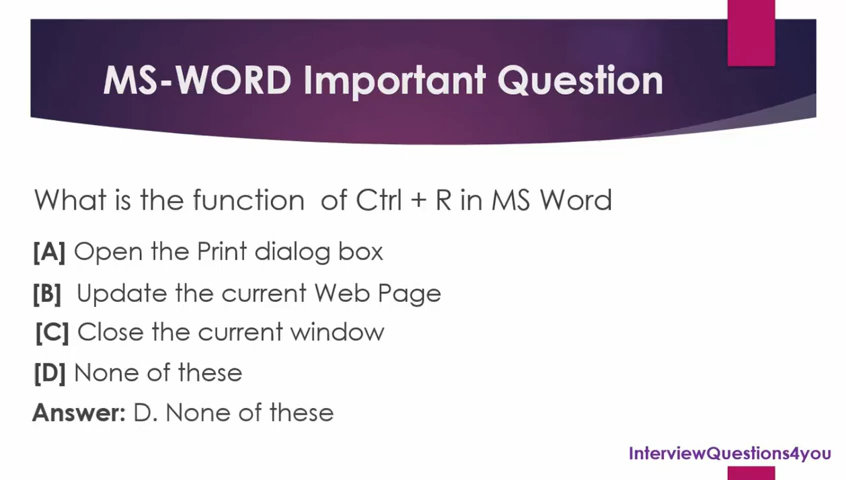 MS-WORD Important Question
What is the function of Ctrl + R in MS Word
[A] Open the Print dialog box
[B] Update the current Web Page
[C] Close the current window
[D] None of these
Answer: D. None of these
InterviewQuestions4you